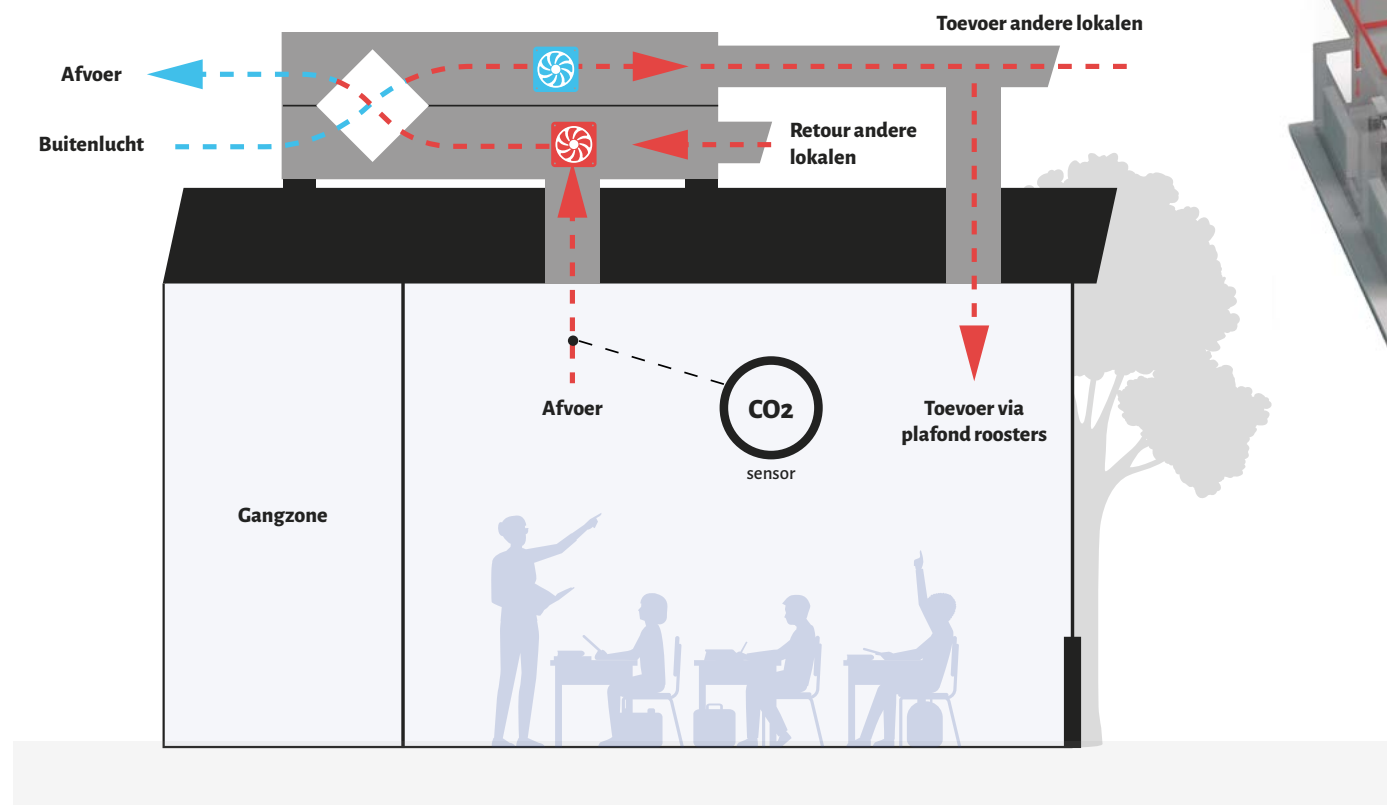 Toevoer andere lokalen
Afvoer
Buitenlucht
Retour andere
lokalen
Afvoer
CO2
sensor
Toevoer via
plafond roosters
Gangzone